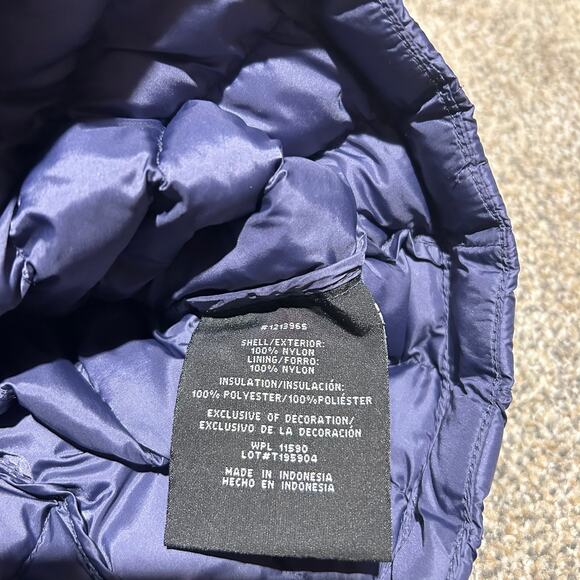 #1213965
SHELL/EXTERIOR:
100% NYLON
LINING/FORRO:
100% NYLON
INSULATION/INSULACIÓN:
100% POLYESTER/100%POLIÉSTER
EXCLUSIVE OF DECORATION/
EXCLUSIVO DE LA DECORACIÓN
WPL 11590
LOT#T195904
MADE IN INDONESIA
HECHO EN INDONESIA